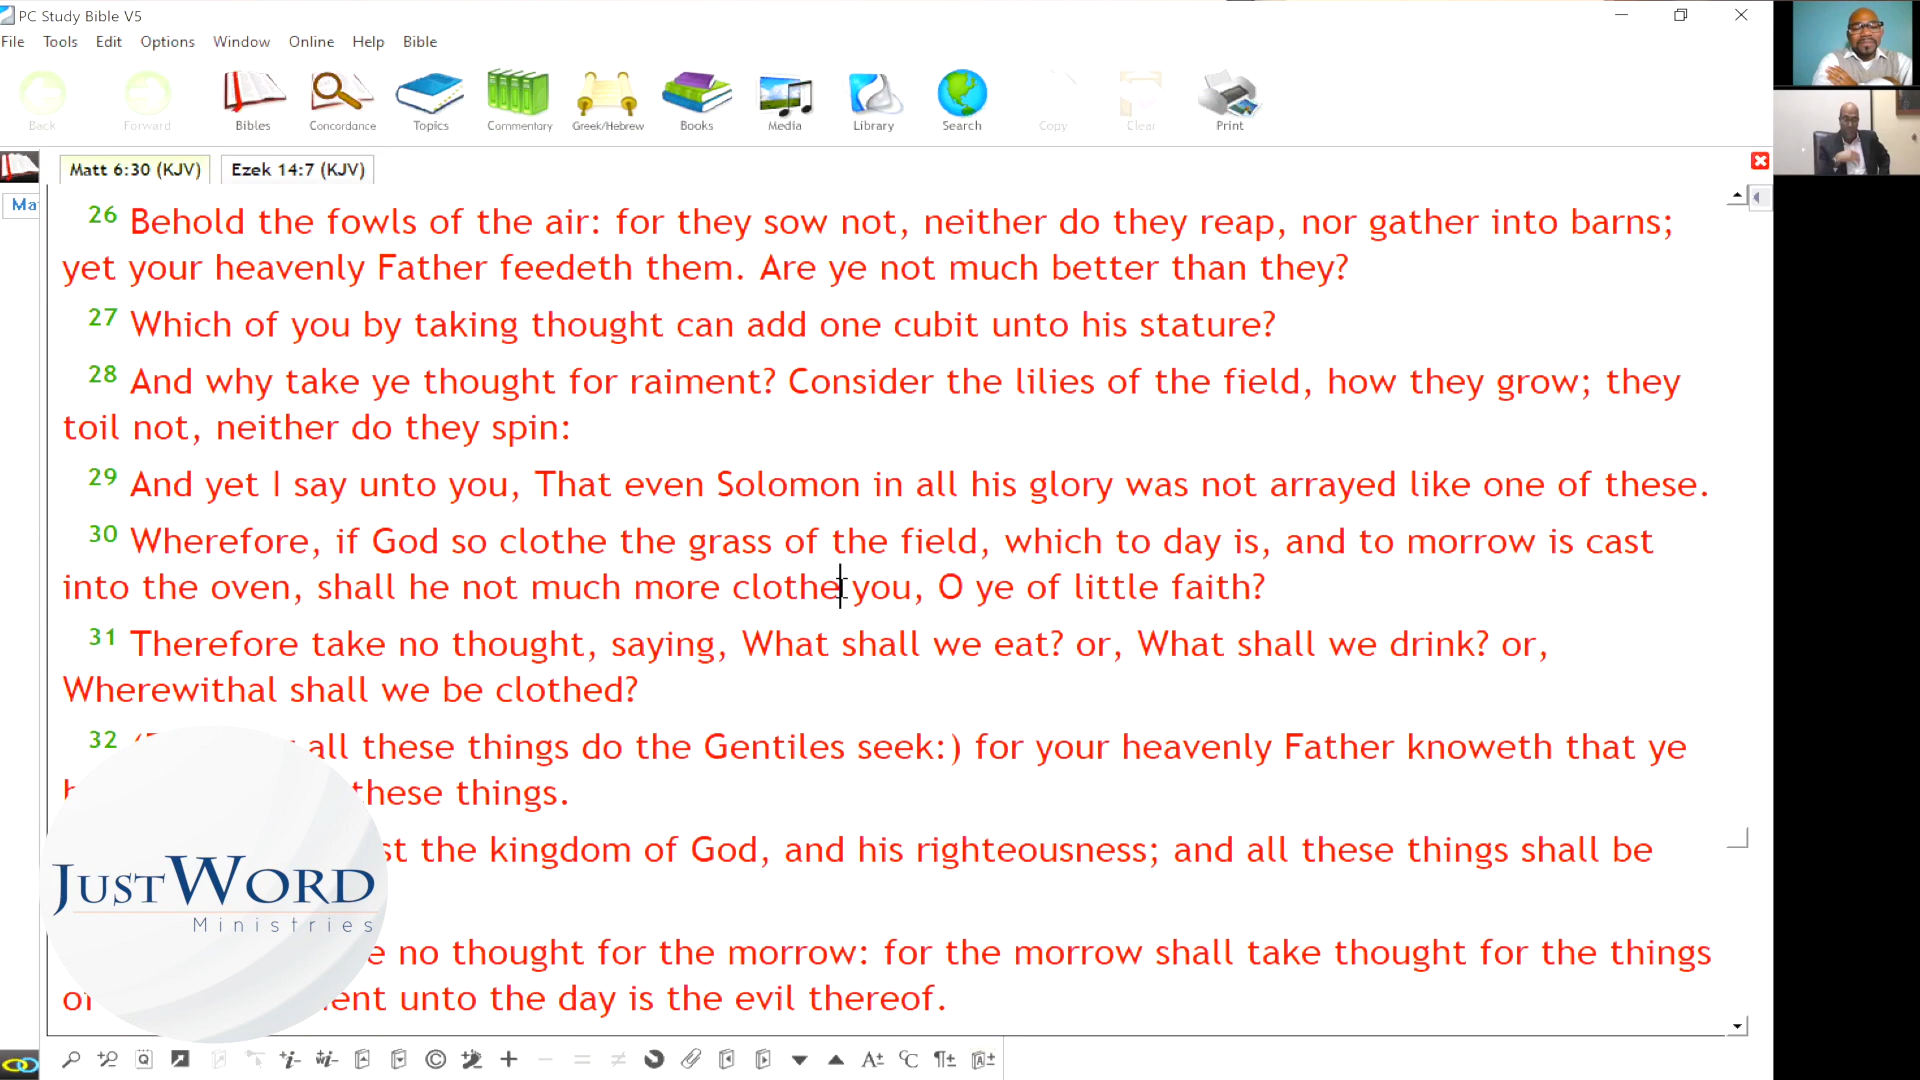 PC Study Bible V5
File Tools Edit Options Window Online Help Bible
Back Forward Bibles Concordance Topics Commentary Greek/Hebrew Books Media Library Search Copy Clear Print
Matt 6:30 (KJV) Ezek 14:7 (KJV)
Ma
26 Behold the fowls of the air: for they sow not, neither do they reap, nor gather into barns;
yet your heavenly Father feedeth them. Are ye not much better than they?
27 Which of you by taking thought can add one cubit unto his stature?
28 And why take ye thought for raiment? Consider the lilies of the field, how they grow; they
toil not, neither do they spin:
29 And yet I say unto you, That even Solomon in all his glory was not arrayed like one of these.
30 Wherefore, if God so clothe the grass of the field, which to day is, and to morrow is cast
into the oven, shall he not much more clothe you, O ye of little faith?
31 Therefore take no thought, saying, What shall we eat? or, What shall we drink? or,
Wherewithal shall we be clothed?
32 all these things do the Gentiles seek:) for your heavenly Father knoweth that ye
these things.
st the kingdom of God, and his righteousness; and all these things shall be
JUSTWORD
Ministries
e no thought for the morrow: for the morrow shall take thought for the things
of ent unto the day is the evil thereof.